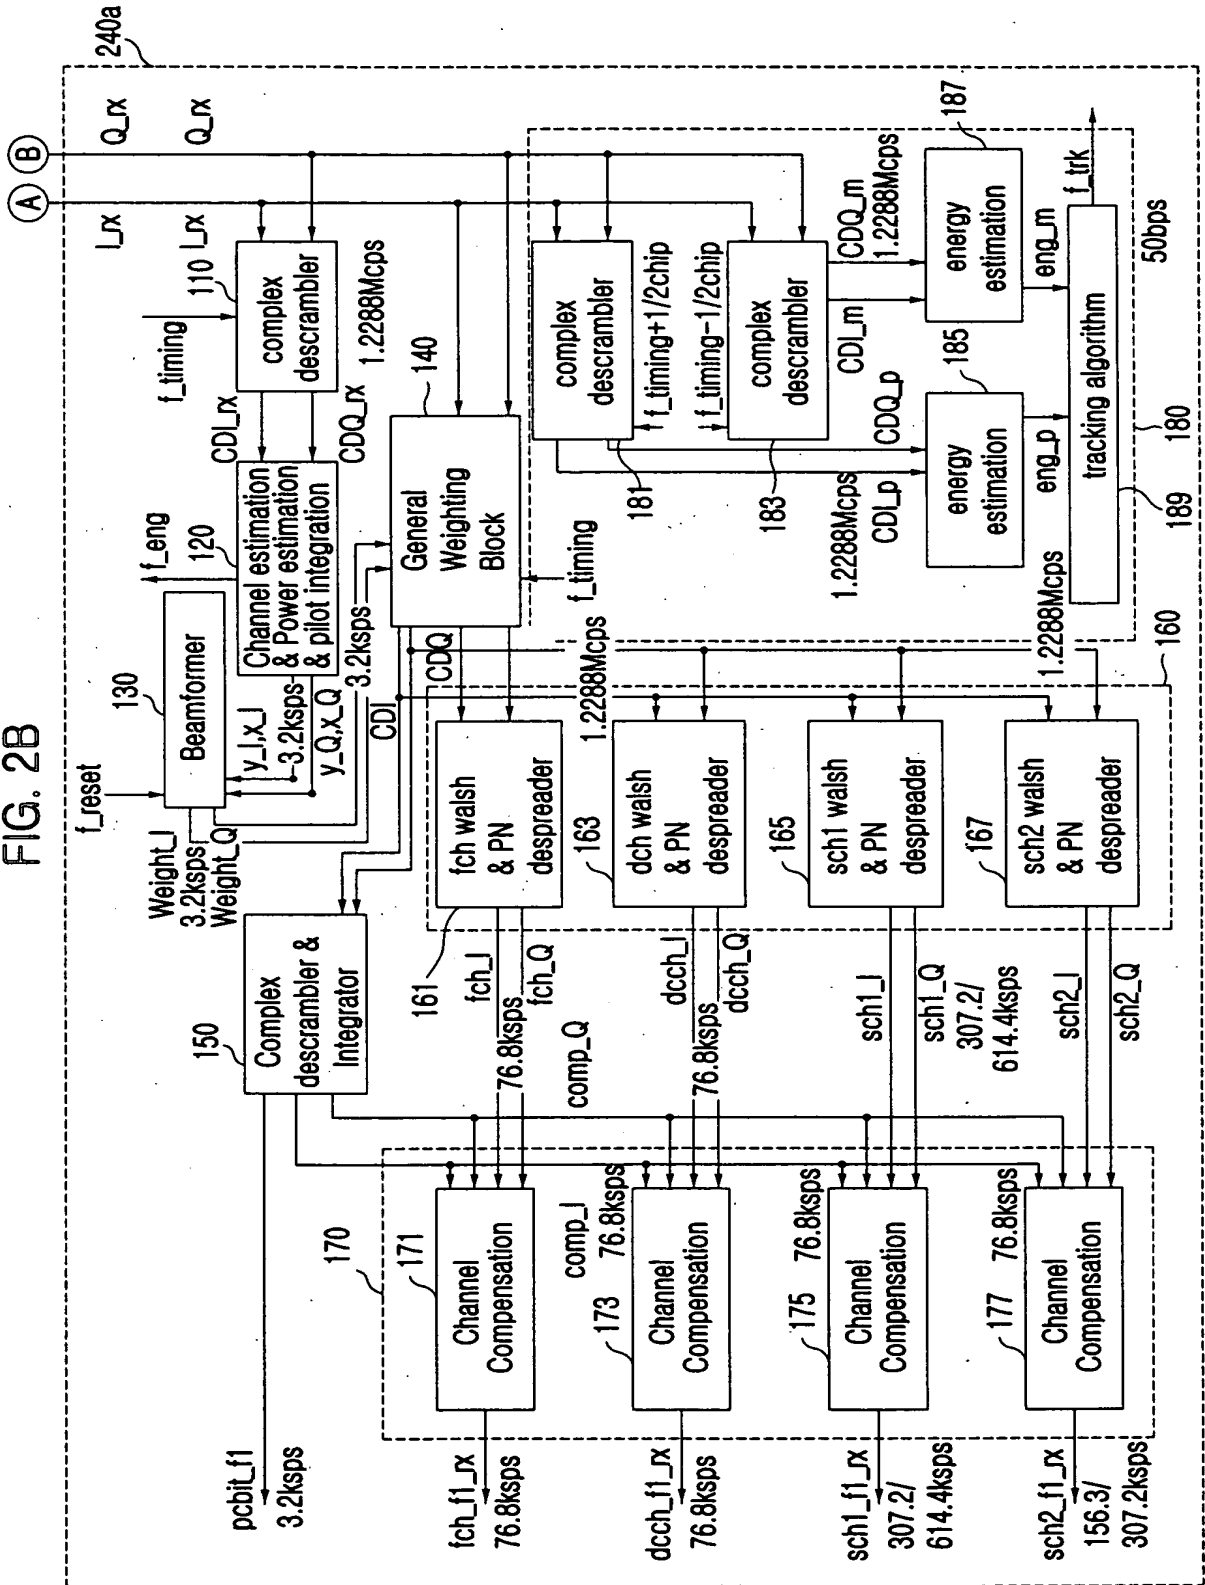 FIG. 2B
240a
A
B
I_rx
Q_rx
I_rx
Q_rx
f_timing
110
complex
descrambler
1.2288Mcps
CDI_rx
CDQ_rx
f_eng
120
Channel estimation
& Power estimation
& pilot integration
3.2ksps
y_I,x_I
3.2ksps
y_Q,x_Q
f_reset
130
Beamformer
Weight_I
3.2ksps
Weight_Q
140
General
Weighting
Block
f_timing
CDI
CDQ
150
Complex
descrambler &
Integrator
pcbit_f1
3.2ksps
complex
descrambler
181
f_timing+1/2chip
f_timing-1/2chip
complex
descrambler
183
CDI_m
CDQ_m
1.2288Mcps
1.2288Mcps
CDI_p
CDQ_p
187
energy
estimation
eng_m
185
energy
estimation
eng_p
tracking algorithm
189
180
f_trk
50bps
160
1.2288Mcps
1.2288Mcps
fch walsh
& PN
despreader
161
fch_I
fch_Q
76.8ksps
dch walsh
& PN
despreader
163
dcch_I
dcch_Q
76.8ksps
sch1 walsh
& PN
despreader
165
sch1_I
sch1_Q
307.2/
614.4ksps
sch2 walsh
& PN
despreader
167
sch2_I
sch2_Q
comp_Q
comp_I
170
171
Channel
Compensation
fch_f1_rx
76.8ksps
76.8ksps
173
Channel
Compensation
dcch_f1_rx
76.8ksps
76.8ksps
175
Channel
Compensation
sch1_f1_rx
307.2/
614.4ksps
76.8ksps
177
Channel
Compensation
sch2_f1_rx
156.3/
307.2ksps